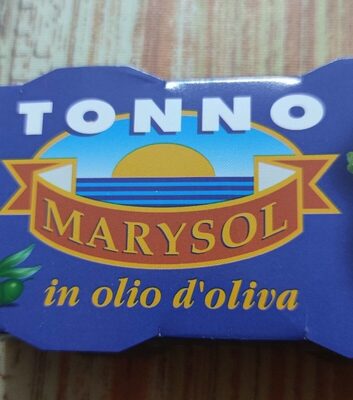 TONNO
MARYSOL
in olio d'oliva